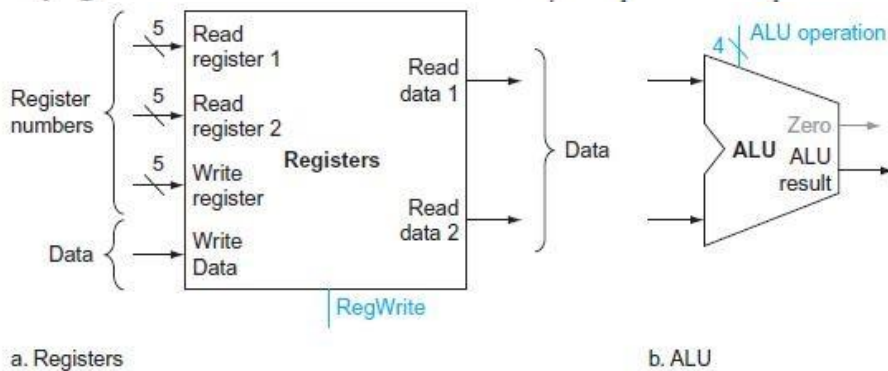 5
Read
register 1
5
Read
register 2
5
Write
register
Write
Data
Register
numbers
Data
Registers
Read
data 1
Read
data 2
RegWrite
Data
4
ALU operation
Zero
ALU
ALU
result
a. Registers
b. ALU